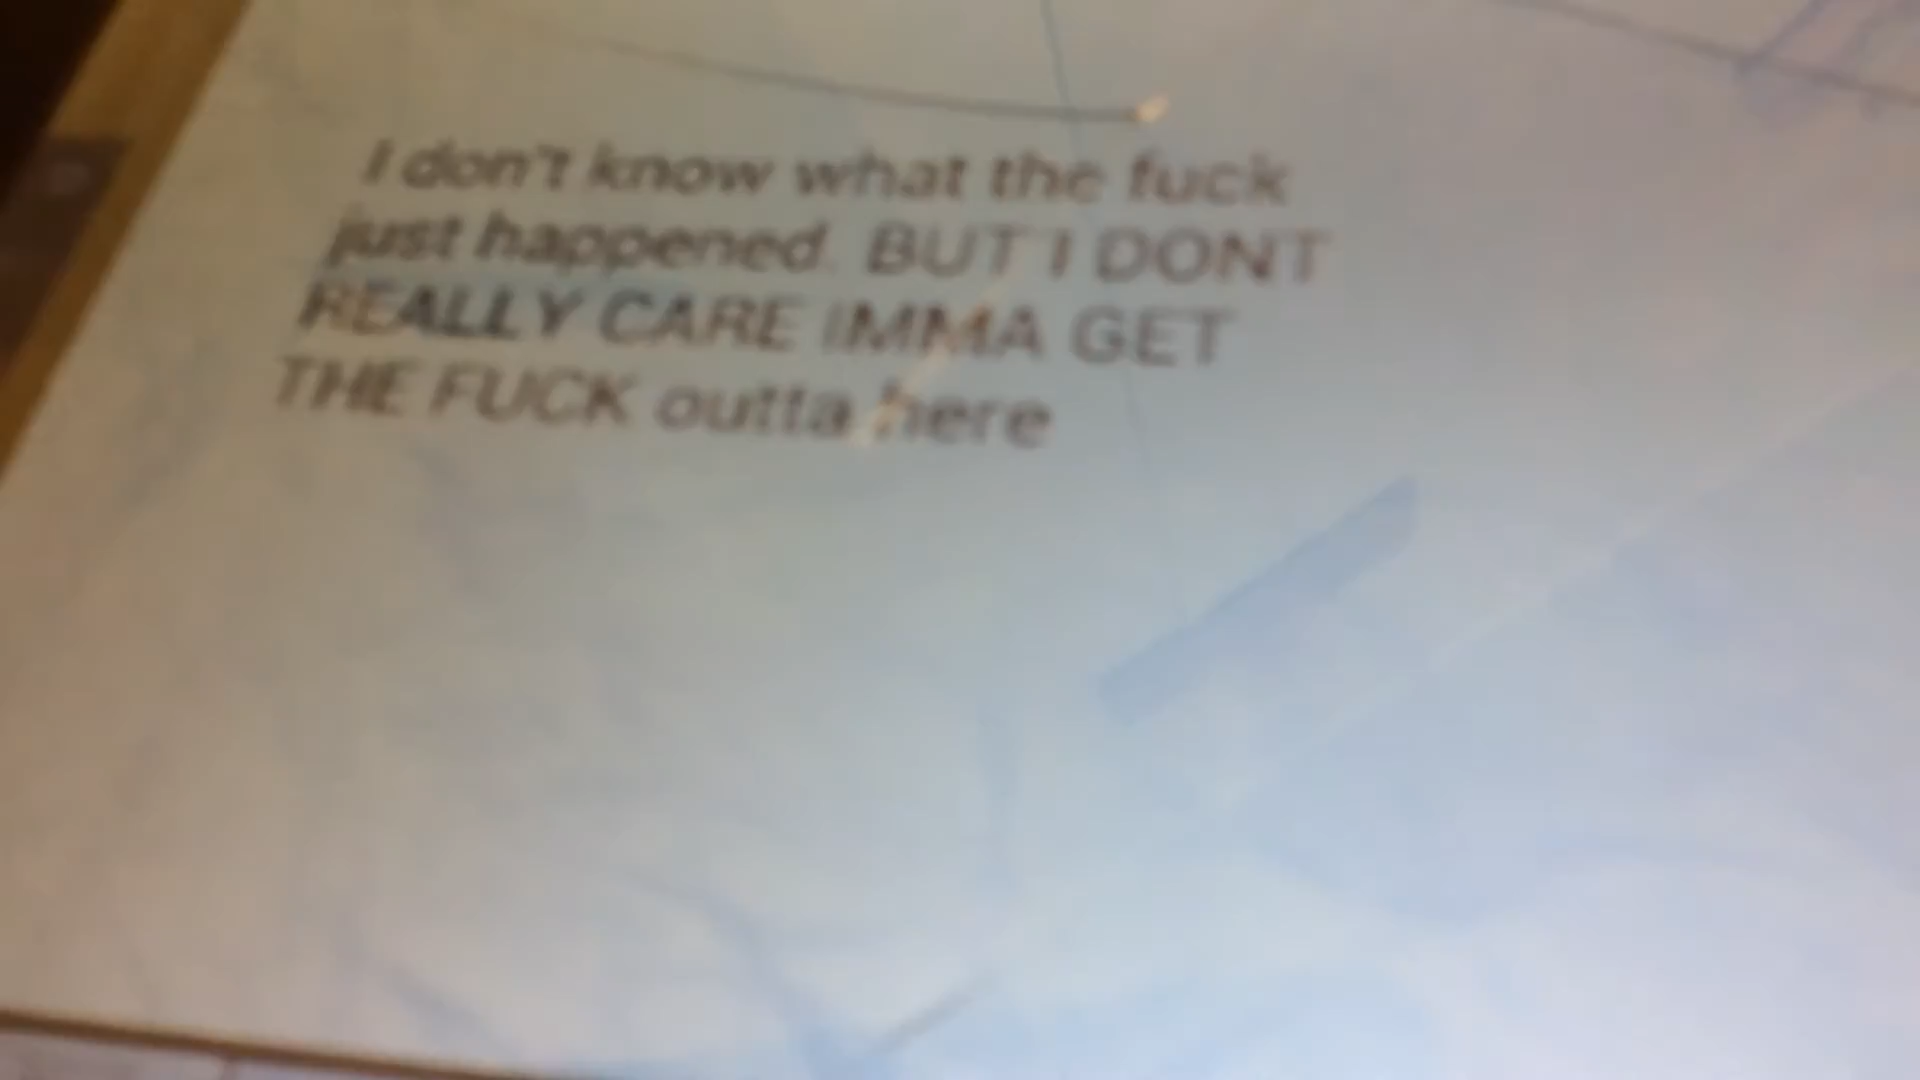 I don't know what the fuck
just happened. BUT I DONT
REALLY CARE IMMA GET
THE FUCK outta here